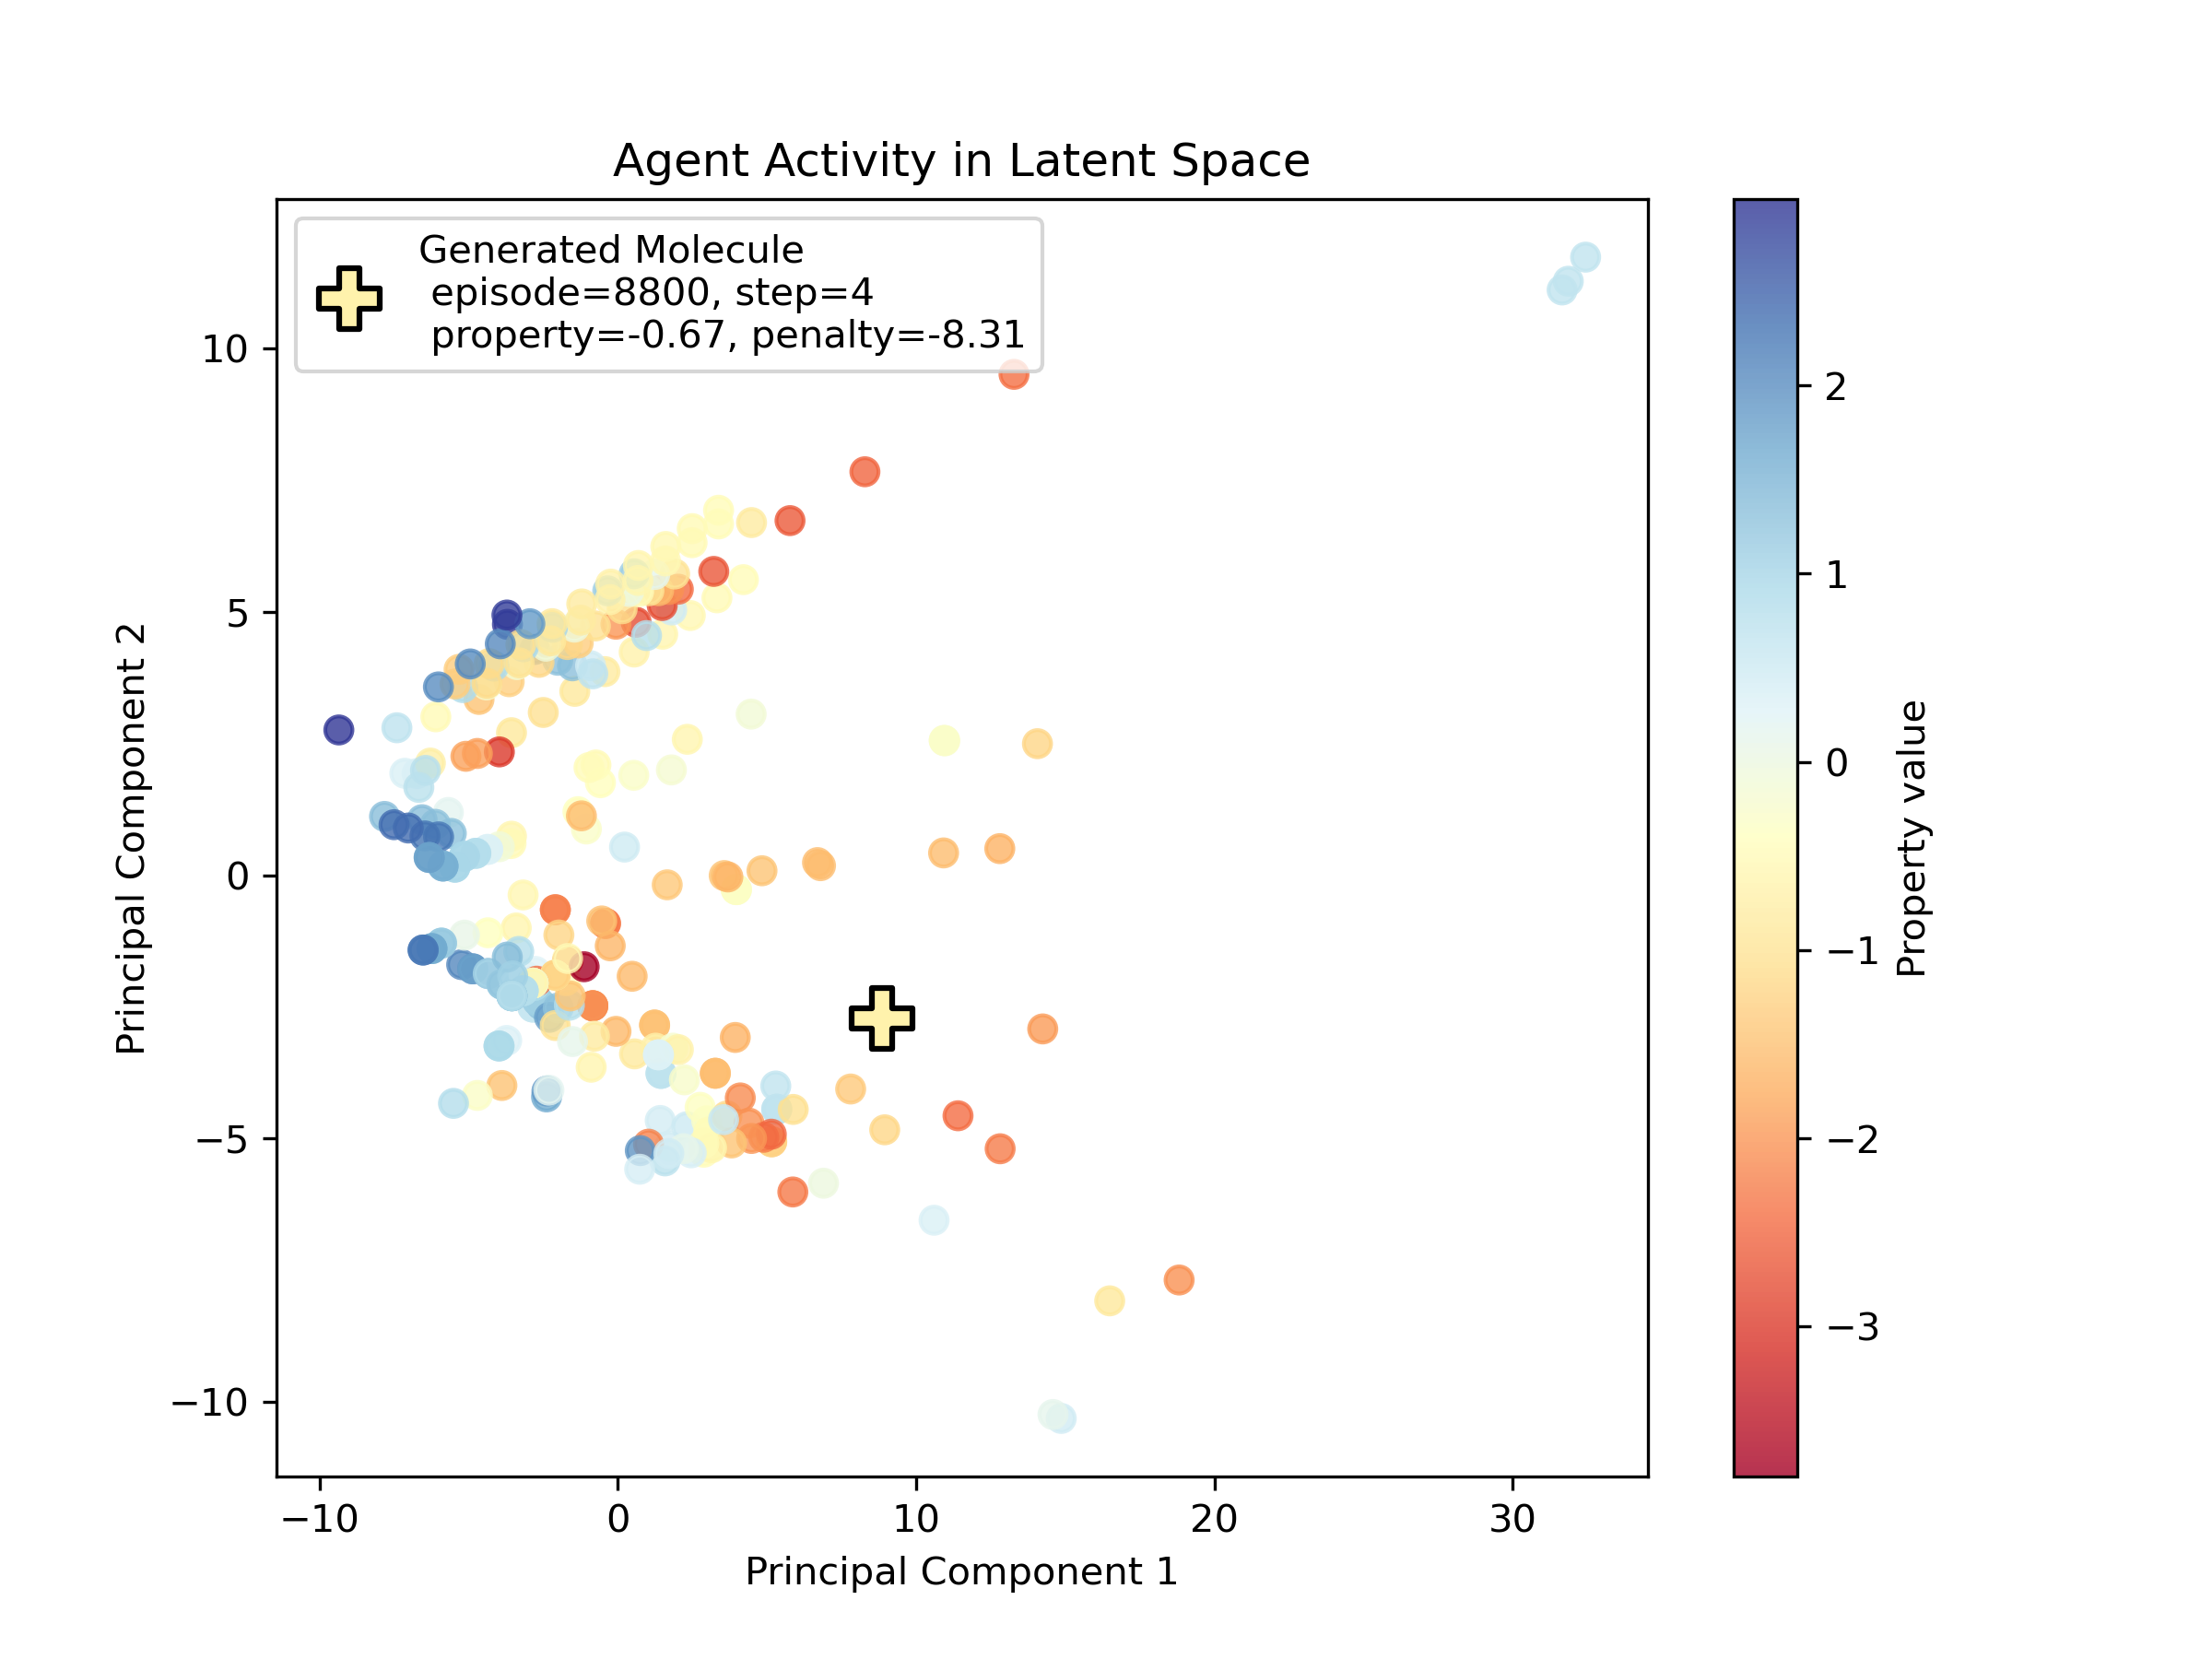 Agent Activity in Latent Space
Generated Molecule
episode=8800, step=4
property=-0.67, penalty=-8.31
10
5
0
−5
−10
Principal Component 2
−10
0
10
20
30
Principal Component 1
2
1
0
−1
−2
−3
Property value